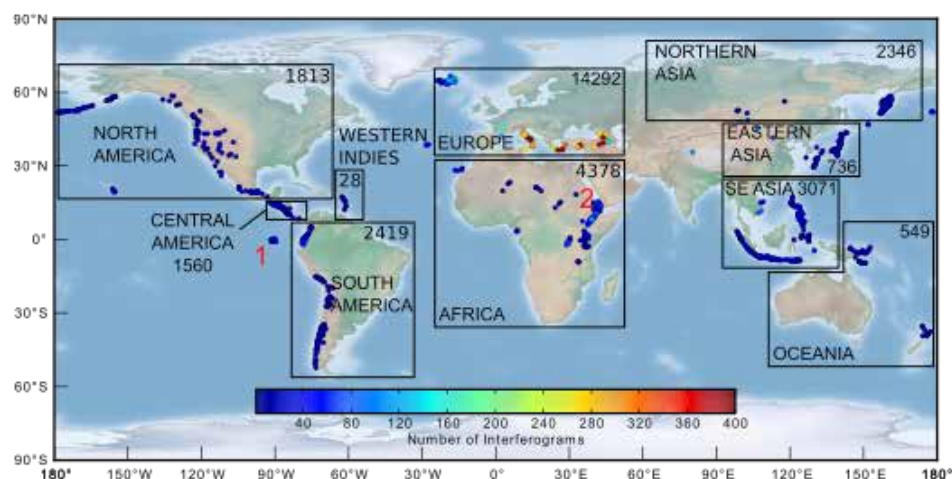 90°N
60°N
30°N
0°
30°S
60°S
90°S
NORTHERN
ASIA
2346
1813
14292
NORTH
AMERICA
WESTERN
INDIES
28
EUROPE
EASTERN
ASIA
736
4378
2
SE ASIA 3071
CENTRAL
AMERICA
1560
1
2419
549
SOUTH
AMERICA
AFRICA
OCEANIA
40 80 120 160 200 240 280 320 360 400
Number of Interferograms
180° 150°W 120°W 90°W 60°W 30°W 0° 30°E 60°E 90°E 120°E 150°E 180°